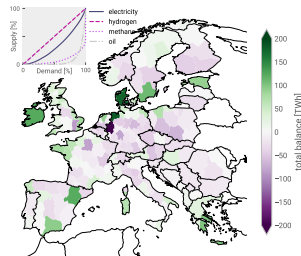 100
50
0
0
100
Supply [%]
Demand [%]
electricity
hydrogen
methane
oil
200
150
100
50
0
−50
−100
−150
−200
total balance [TWh]